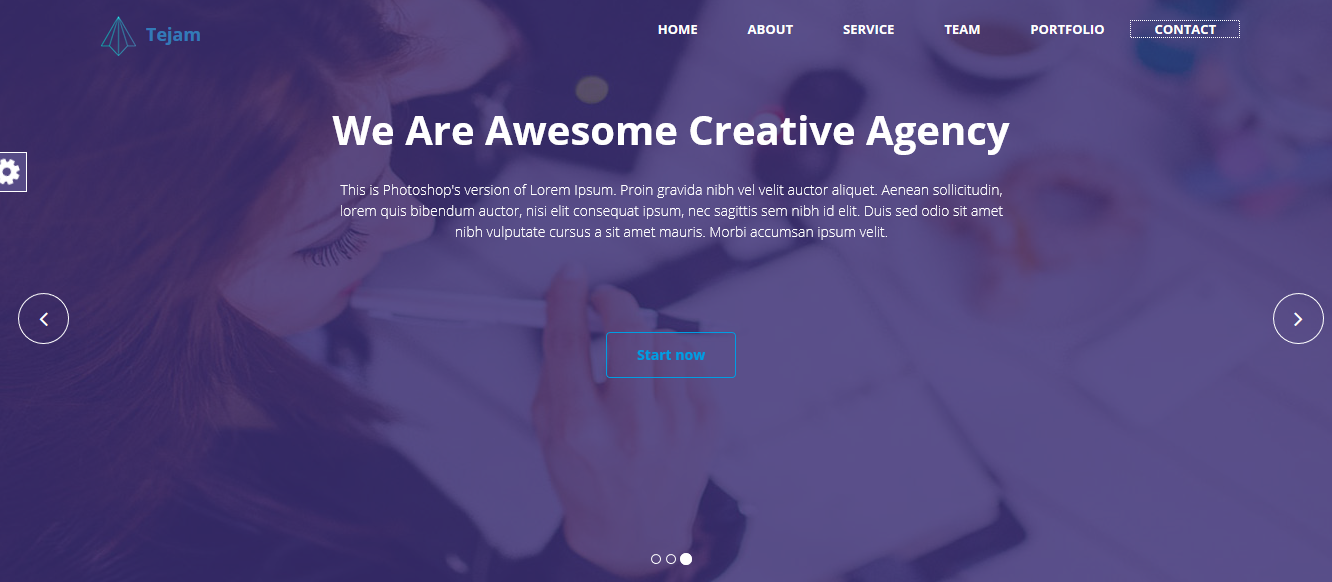 Tejam
HOME
ABOUT
SERVICE
TEAM
PORTFOLIO
CONTACT
We Are Awesome Creative Agency
This is Photoshop's version of Lorem Ipsum. Proin gravida nibh vel velit auctor aliquet. Aenean sollicitudin,
lorem quis bibendum auctor, nisi elit consequat ipsum, nec sagittis sem nibh id elit. Duis sed odio sit amet
nibh vulputate cursus a sit amet mauris. Morbi accumsan ipsum velit.
Start now